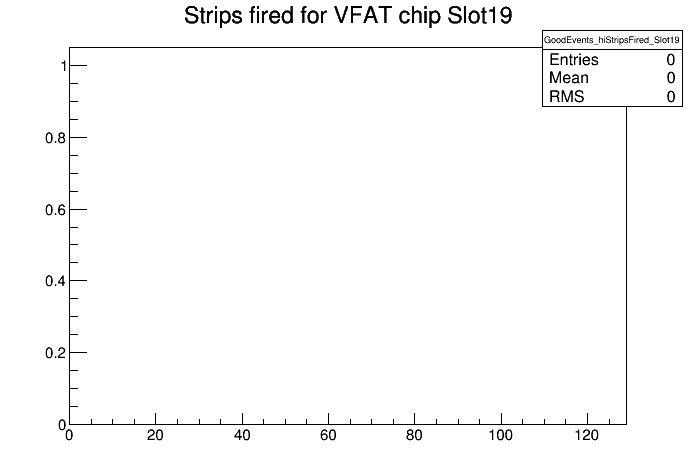 Strips fired for VFAT chip Slot19
GoodEvents_hiStripsFired_Slot19
Entries 0
Mean 0
RMS 0
1
0.8
0.6
0.4
0.2
0
0 20 40 60 80 100 120